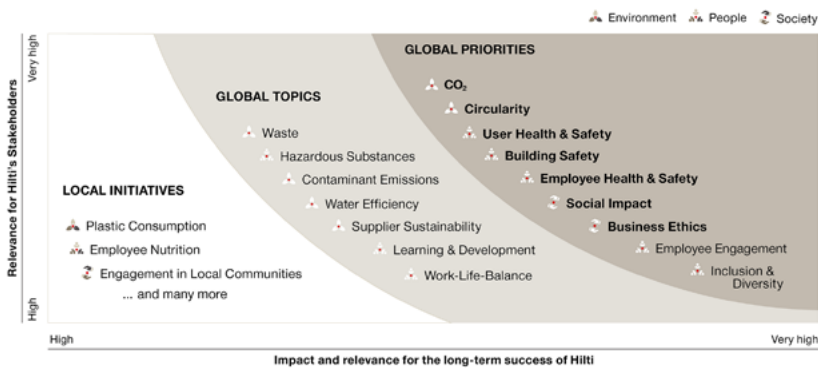 Environment
People
Society
Very high
Relevance for Hilti's Stakeholders
High
GLOBAL PRIORITIES
CO₂
Circularity
User Health & Safety
Building Safety
Employee Health & Safety
Social Impact
Business Ethics
Employee Engagement
Inclusion &
Diversity
GLOBAL TOPICS
Waste
Hazardous Substances
Contaminant Emissions
Water Efficiency
Supplier Sustainability
Learning & Development
Work-Life-Balance
LOCAL INITIATIVES
Plastic Consumption
Employee Nutrition
Engagement in Local Communities
... and many more
High
Very high
Impact and relevance for the long-term success of Hilti